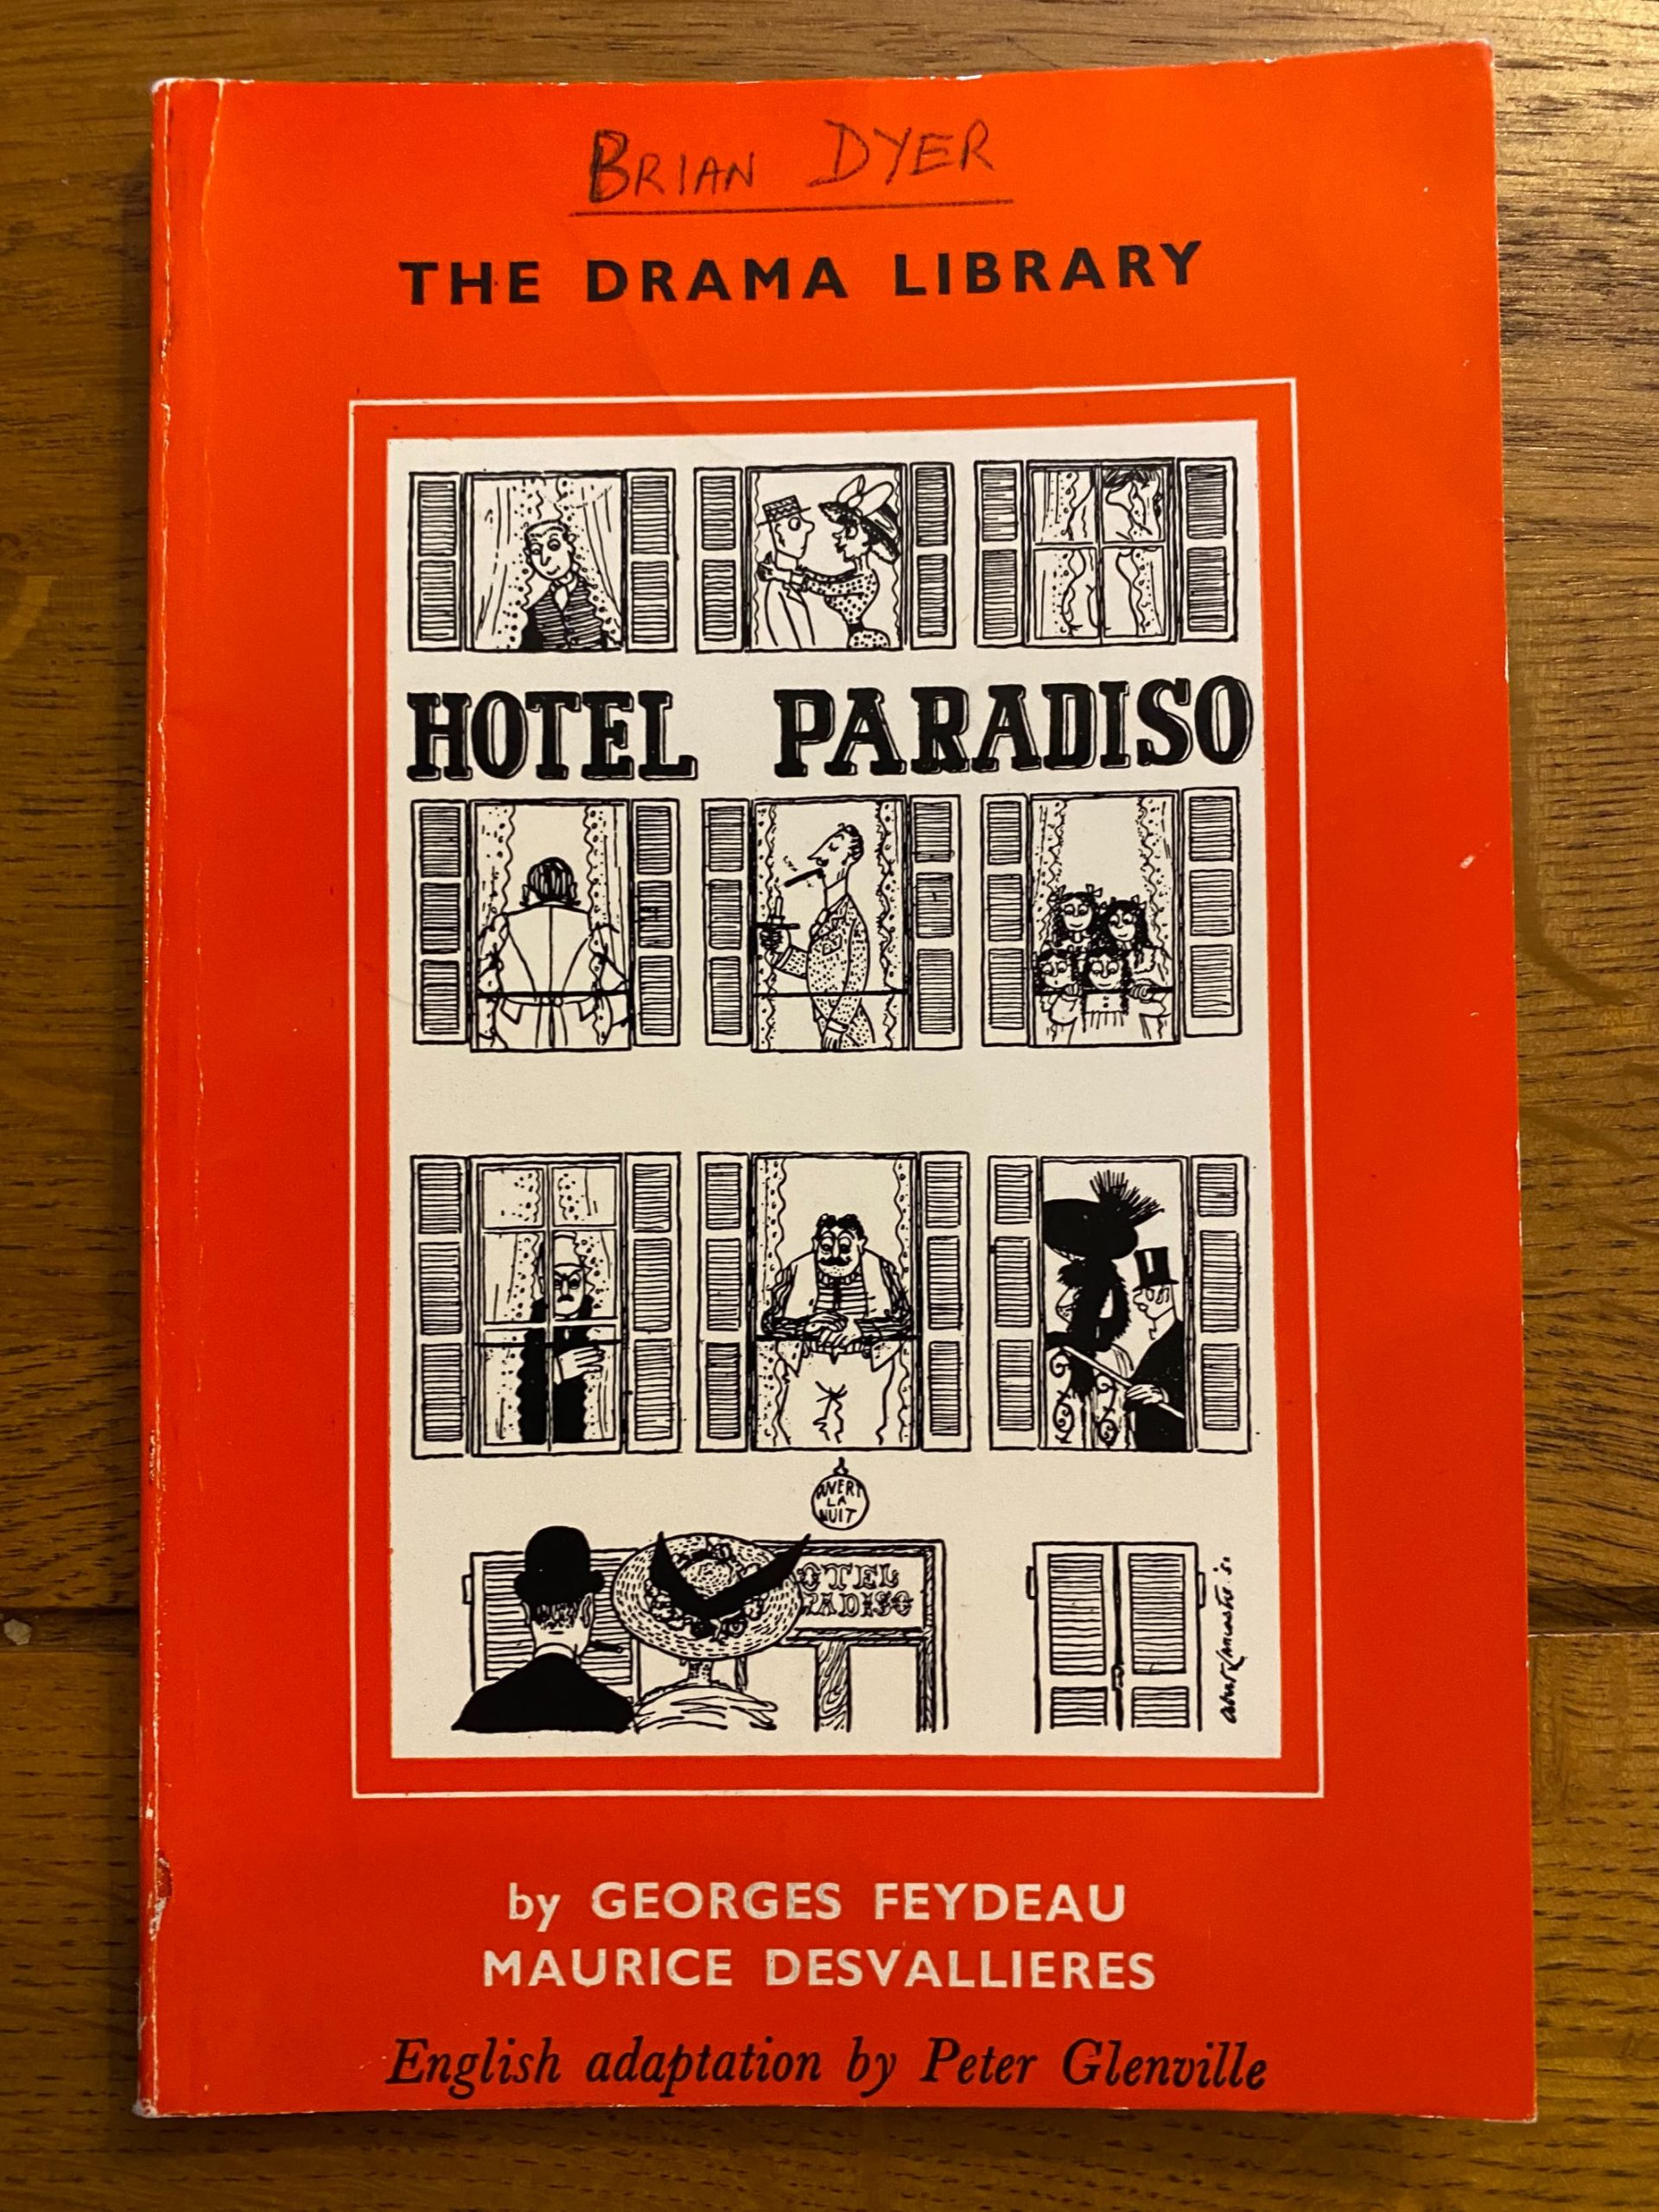 BRIAN DYER
THE DRAMA LIBRARY
HOTEL PARADISO
OUVERT
LA
NUIT
OTEL
RADISO
by GEORGES FEYDEAU
MAURICE DESVALLIERES
English adaptation by Peter Glenville